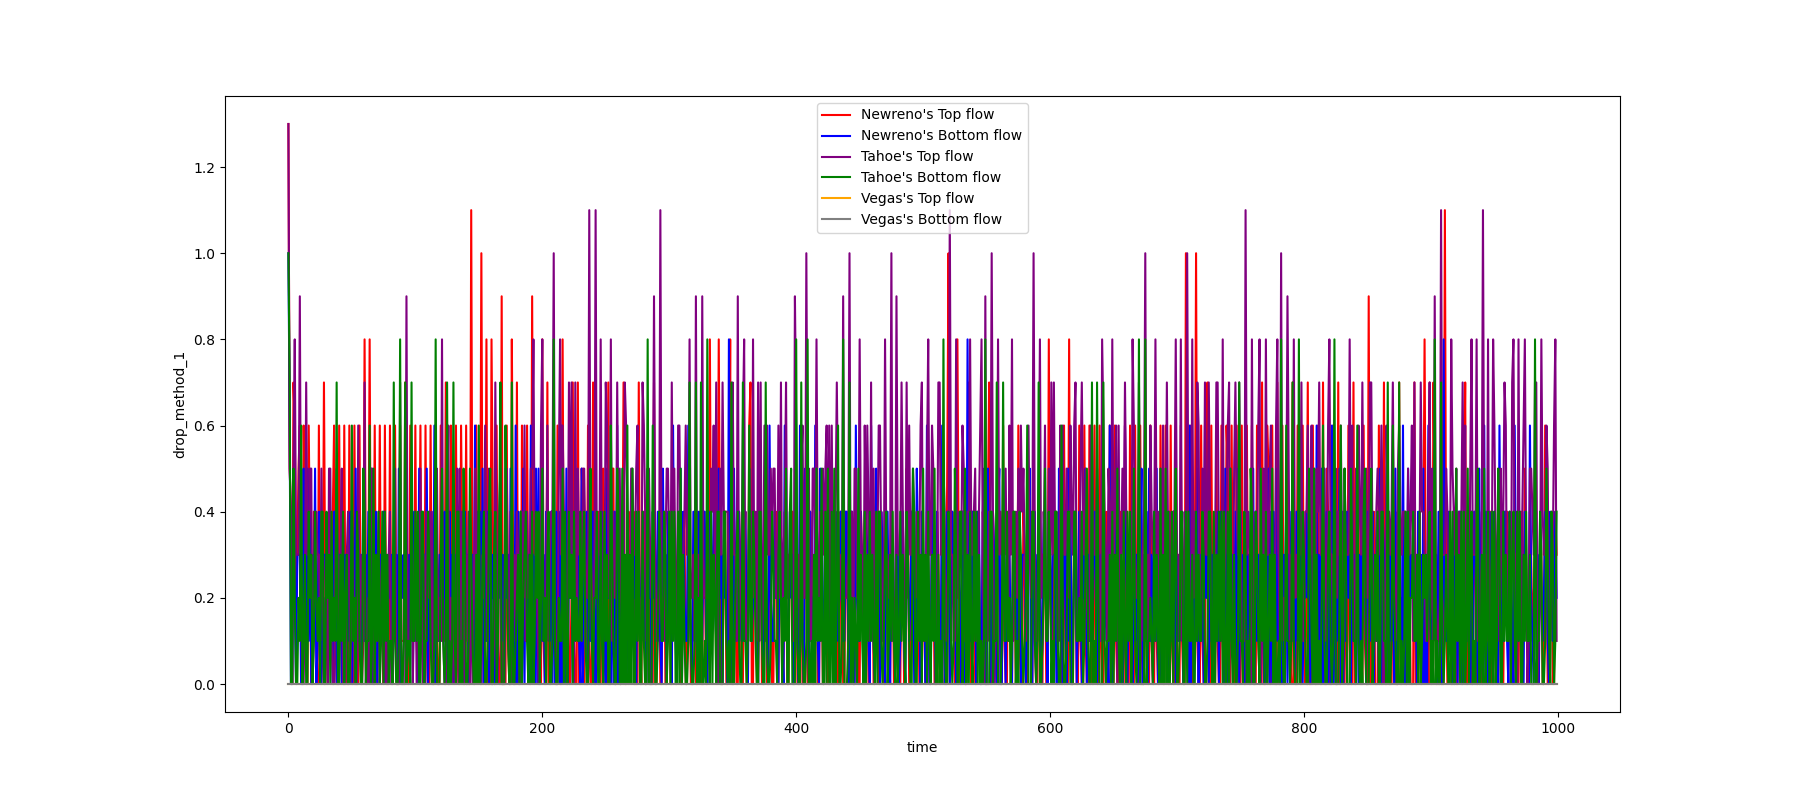 Newreno's Top flow
Newreno's Bottom flow
Tahoe's Top flow
Tahoe's Bottom flow
Vegas's Top flow
Vegas's Bottom flow
drop_method_1
1.2
1.0
0.8
0.6
0.4
0.2
0.0
0 200 400 600 800 1000
time